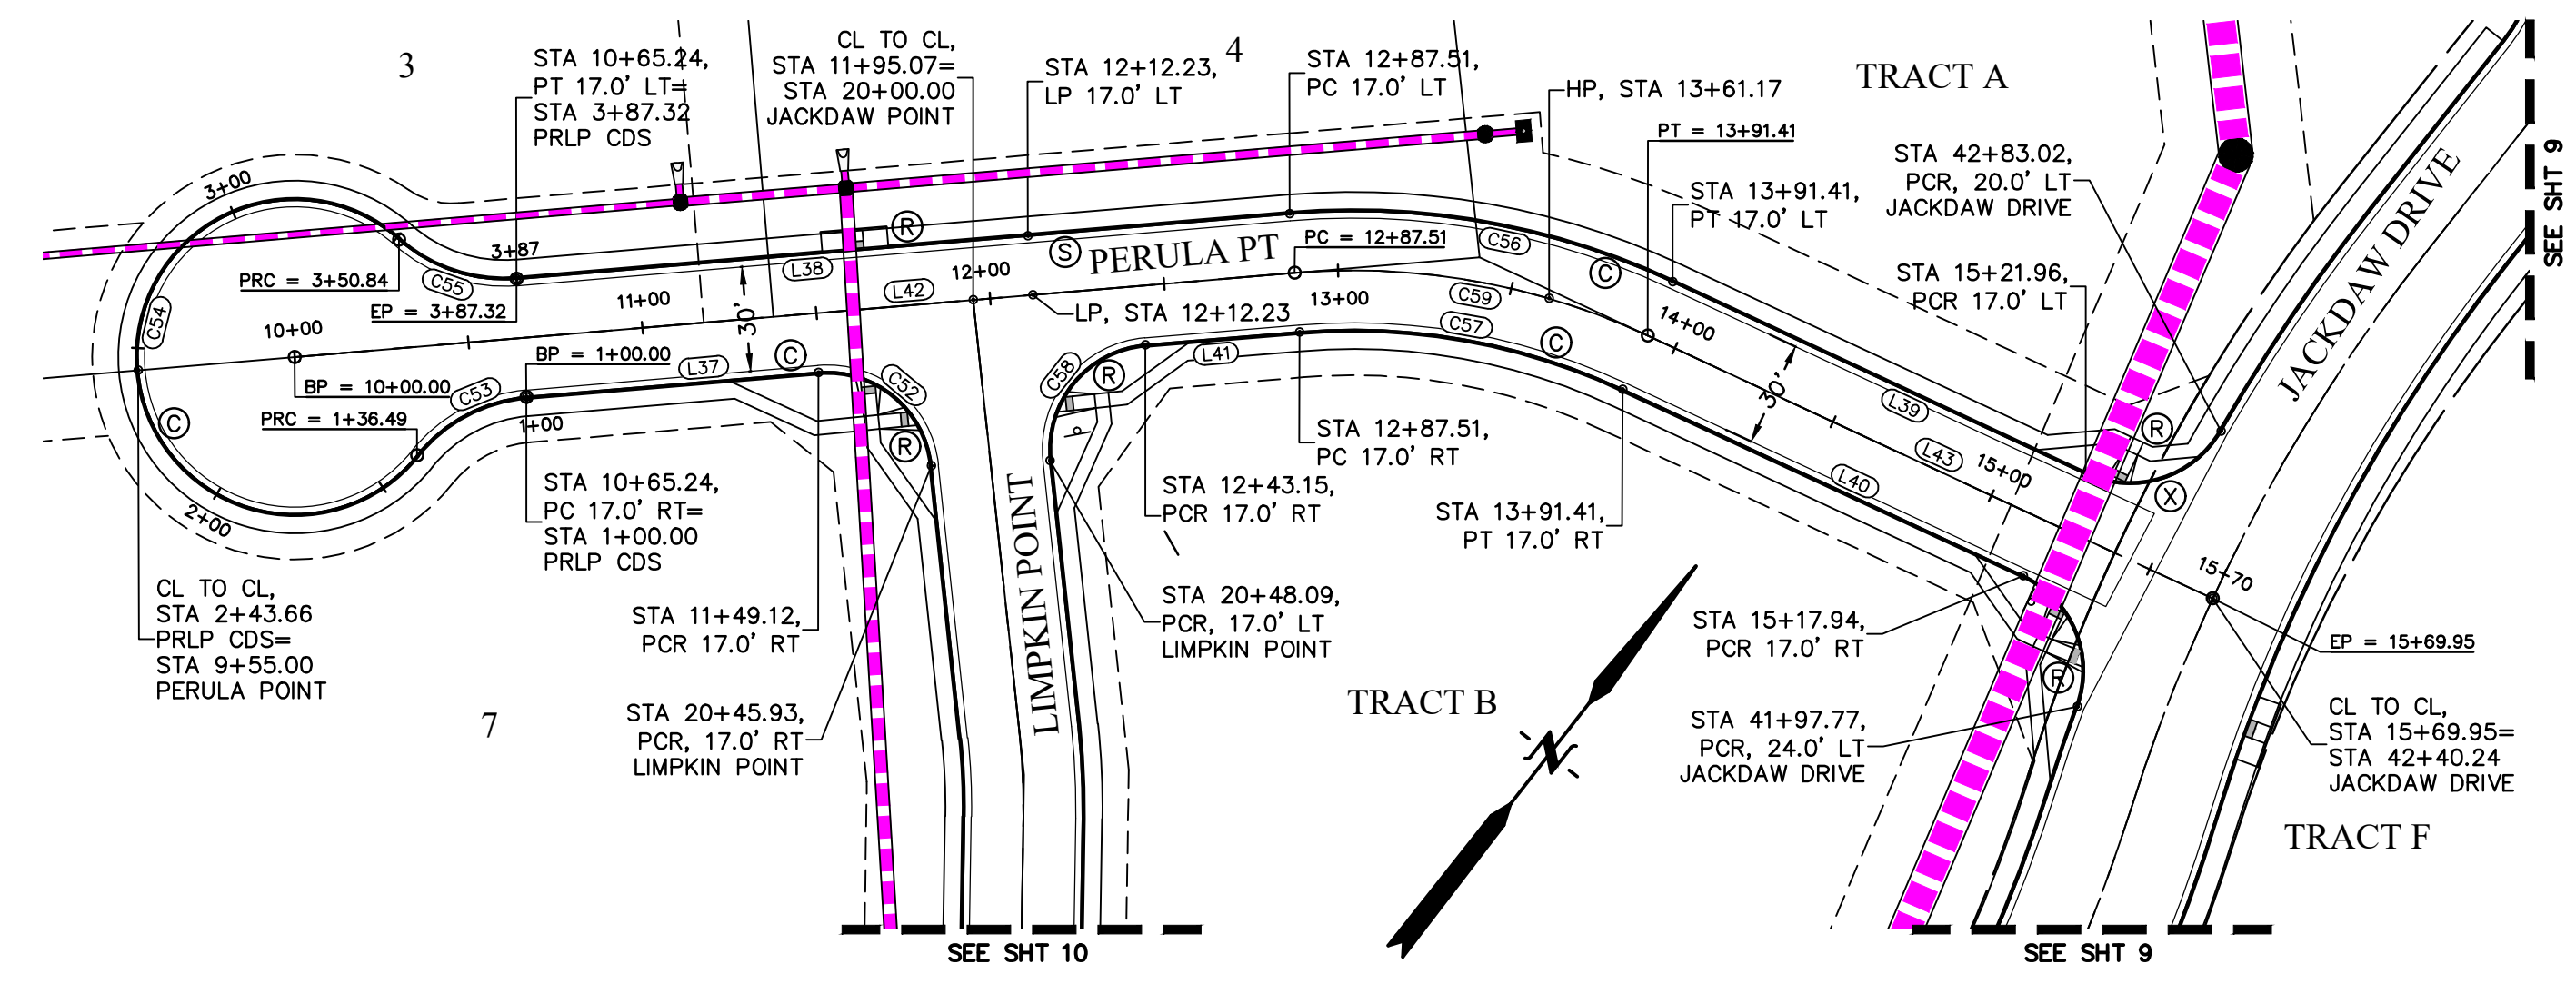 3
STA 10+65.24,
PT 17.0' LT=
STA 3+87.32
PRLP CDS
CL TO CL,
STA 11+95.07=
STA 20+00.00
JACKDAW POINT
STA 12+12.23,
LP 17.0' LT
4
STA 12+87.51,
PC 17.0' LT
HP, STA 13+61.17
TRACT A
PT = 13+91.41
STA 13+91.41,
PT 17.0' LT
STA 42+83.02,
PCR, 20.0' LT
JACKDAW DRIVE
STA 15+21.96,
PCR 17.0' LT
JACKDAW DRIVE
SEE SHT 9
3+00
PRC = 3+50.84
C55
3+87
EP = 3+87.32
C54
10+00
11+00
L38
R
L42
12+00
S
PERULA PT
PC = 12+87.51
C56
C
13+00
C59
LP, STA 12+12.23
C57
C
14+00
30'
BP = 1+00.00
L37
C
BP = 10+00.00
C53
PRC = 1+36.49
C
1+00
2+00
C52
R
C58
R
L41
30'
L39
L40
L43
15+00
R
X
15+70
EP = 15+69.95
STA 10+65.24,
PC 17.0' RT=
STA 1+00.00
PRLP CDS
STA 12+43.15,
PCR 17.0' RT
STA 12+87.51,
PC 17.0' RT
STA 13+91.41,
PT 17.0' RT
CL TO CL,
STA 2+43.66
PRLP CDS=
STA 9+55.00
PERULA POINT
STA 11+49.12,
PCR 17.0' RT
LIMPKIN POINT
STA 20+48.09,
PCR, 17.0' LT
LIMPKIN POINT
STA 15+17.94,
PCR 17.0' RT
R
7
STA 20+45.93,
PCR, 17.0' RT
LIMPKIN POINT
TRACT B
N
STA 41+97.77,
PCR, 24.0' LT
JACKDAW DRIVE
CL TO CL,
STA 15+69.95=
STA 42+40.24
JACKDAW DRIVE
TRACT F
SEE SHT 10
SEE SHT 9